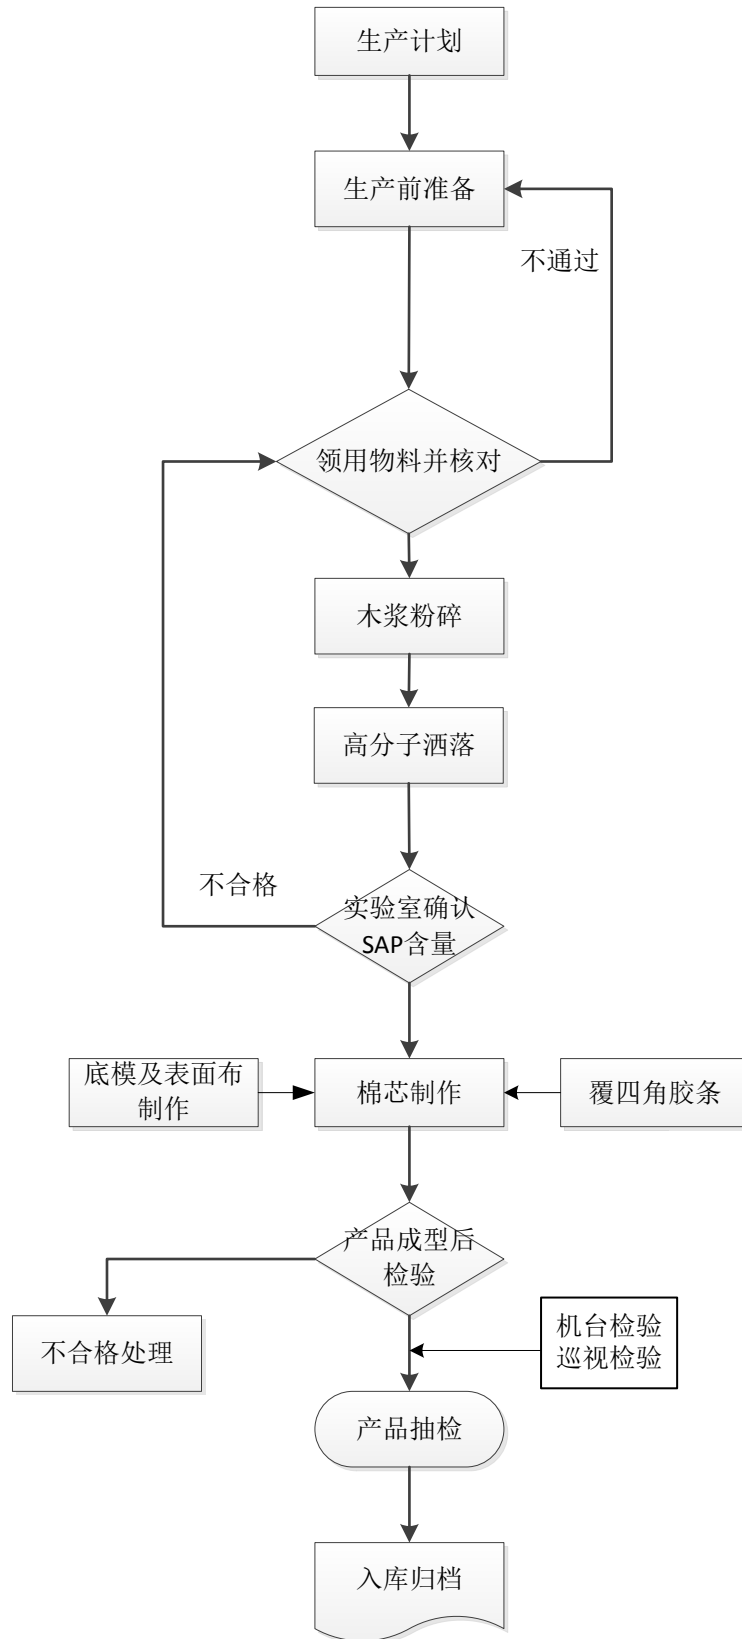 生产计划
生产前准备
不通过
领用物料并核对
木浆粉碎
高分子洒落
不合格
实验室确认
SAP含量
底模及表面布
制作
棉芯制作
覆四角胶条
产品成型后
检验
不合格处理
机台检验
巡视检验
产品抽检
入库归档